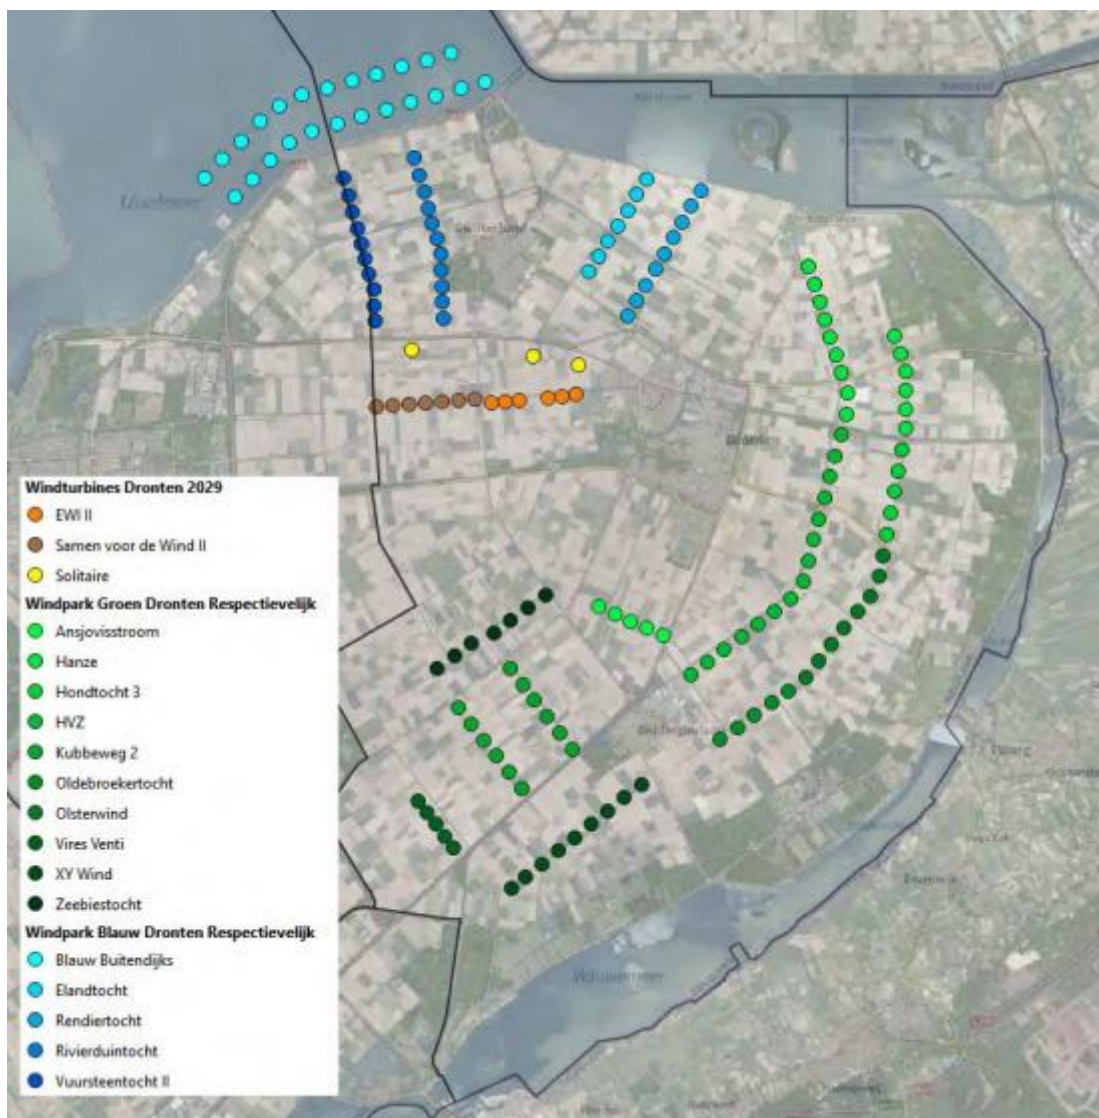 IJsselmeer
Dronten
Windturbines Dronten 2029
EWI II
Samen voor de Wind II
Solitaire
Windpark Groen Dronten Respectievelijk
Ansjovisstroom
Hanze
Hondtocht 3
HVZ
Kubbeweg 2
Oldebroekertocht
Olsterwind
Vires Venti
XY Wind
Zeebiestocht
Windpark Blauw Dronten Respectievelijk
Blauw Buitendijks
Elandtocht
Rendiertocht
Rivierduintocht
Vuursteentocht II
Veluwemeer